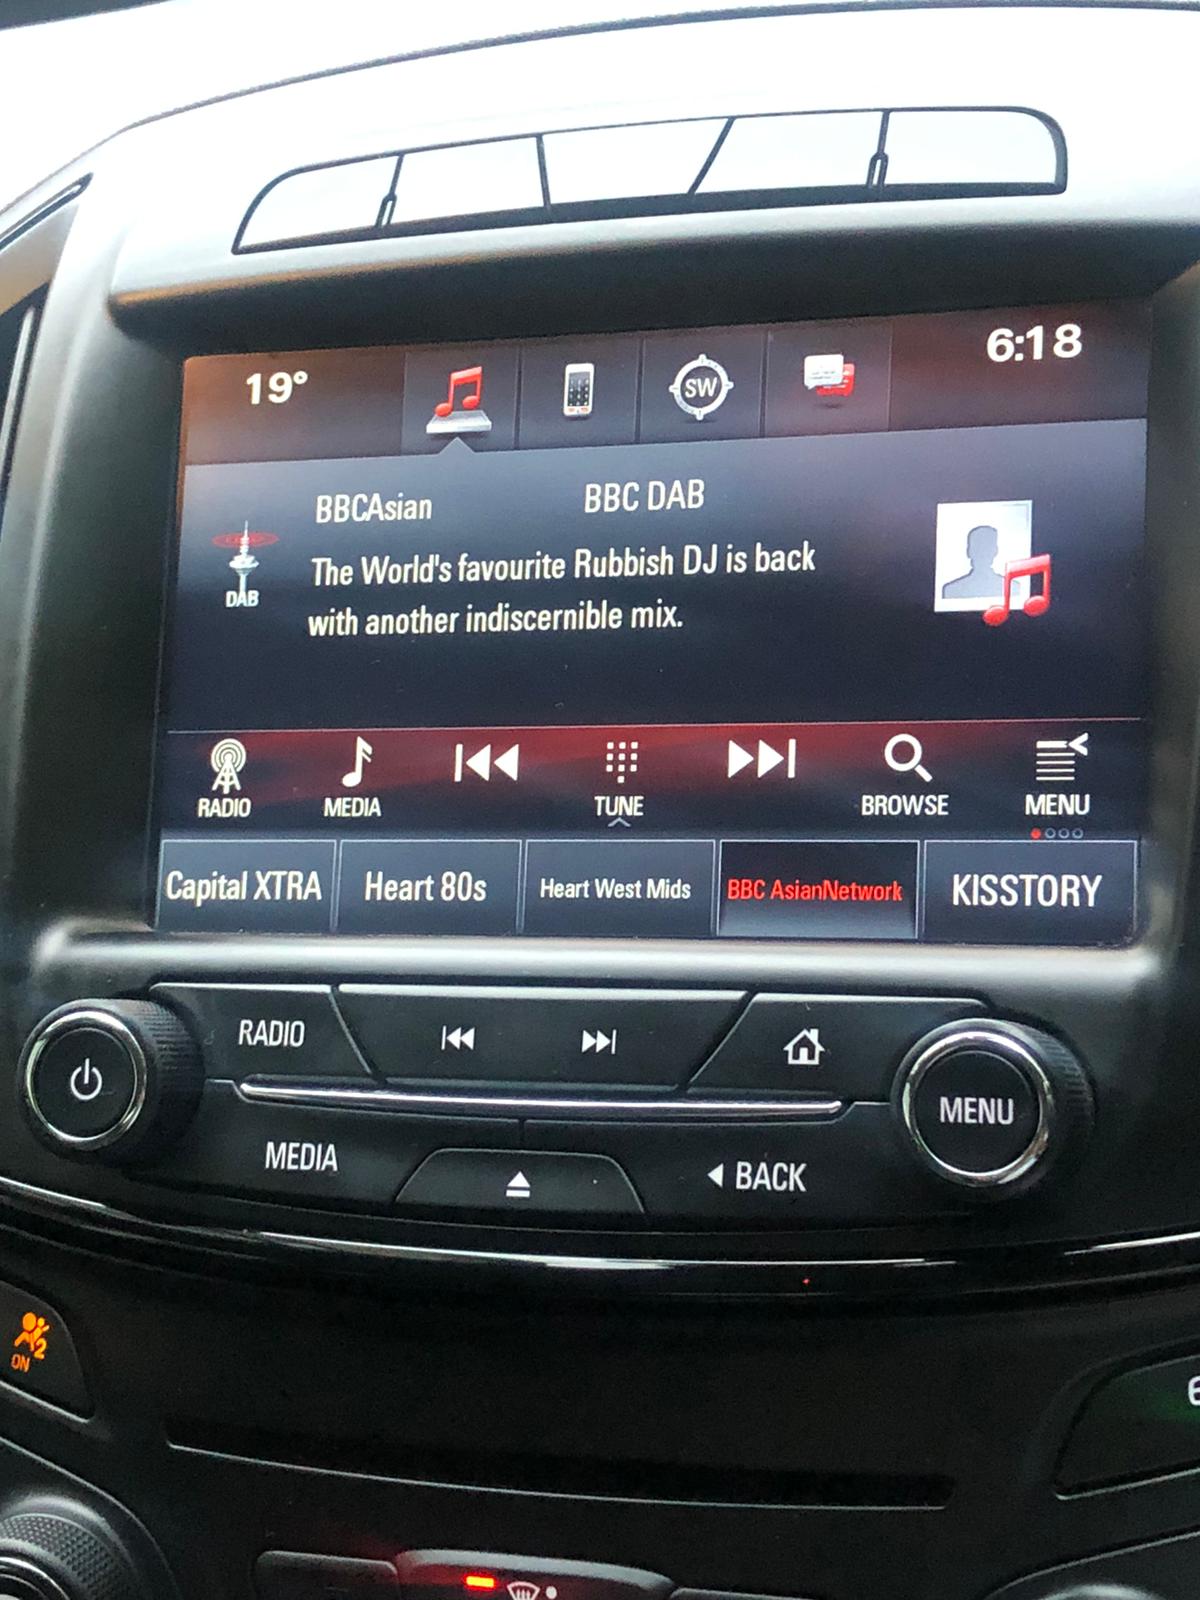 19°
SW
6:18
BBCAsian
BBC DAB
The World's favourite Rubbish DJ is back
with another indiscernible mix.
DAB
RADIO
MEDIA
TUNE
BROWSE
MENU
Capital XTRA
Heart 80s
Heart West Mids
BBC AsianNetwork
KISSTORY
RADIO
MENU
MEDIA
BACK
2
ON